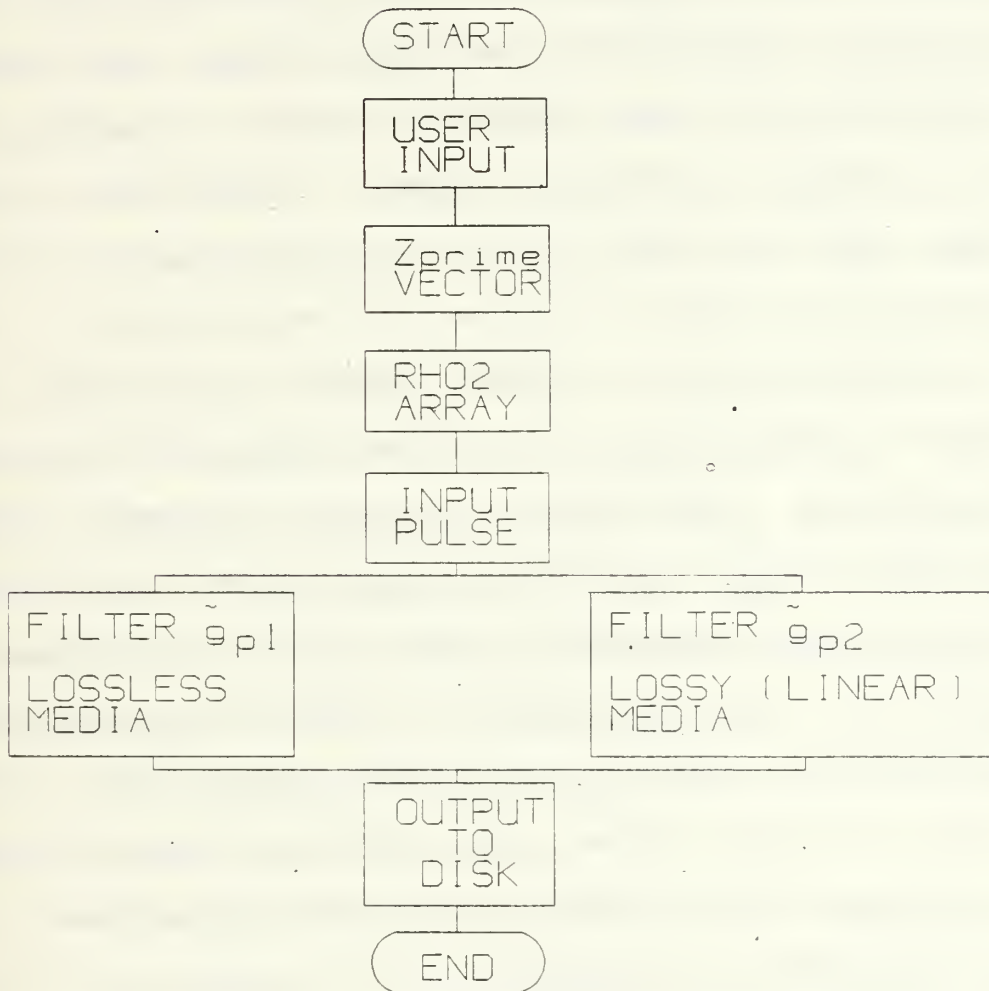 START
USER
INPUT
Zprime
VECTOR
RHO2
ARRAY
INPUT
PULSE
FILTER g̃p1
LOSSLESS
MEDIA
FILTER g̃p2
LOSSY (LINEAR)
MEDIA
OUTPUT
TO
DISK
END